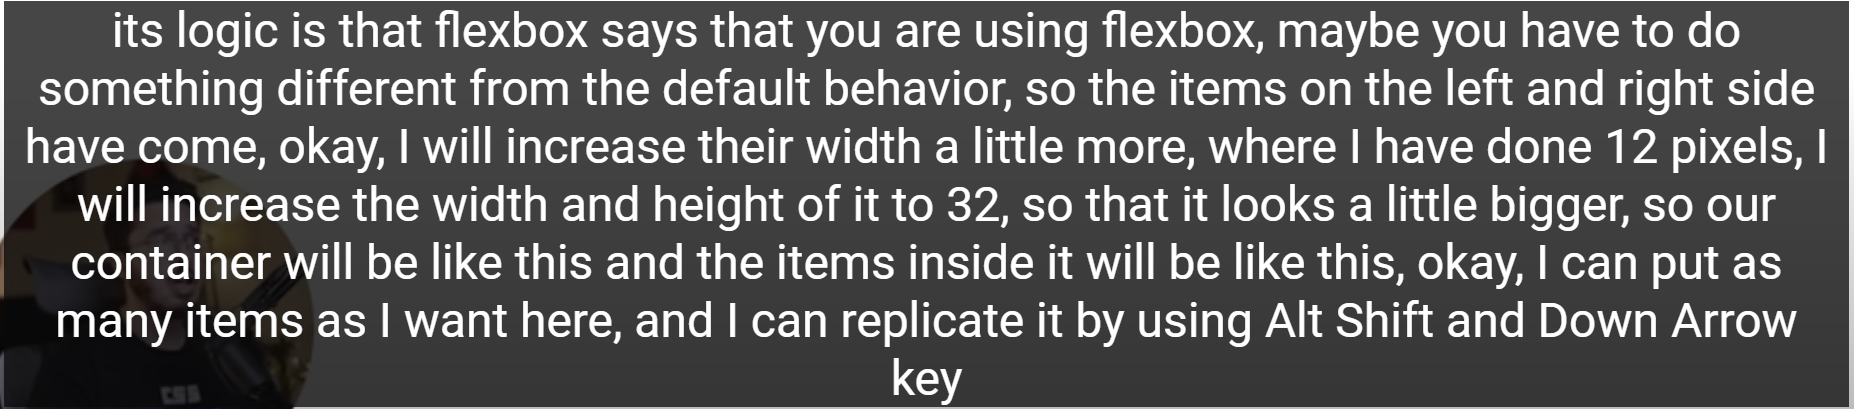 its logic is that flexbox says that you are using flexbox, maybe you have to do
something different from the default behavior, so the items on the left and right side
have come, okay, I will increase their width a little more, where I have done 12 pixels, I
will increase the width and height of it to 32, so that it looks a little bigger, so our
container will be like this and the items inside it will be like this, okay, I can put as
many items as I want here, and I can replicate it by using Alt Shift and Down Arrow
key
CSS